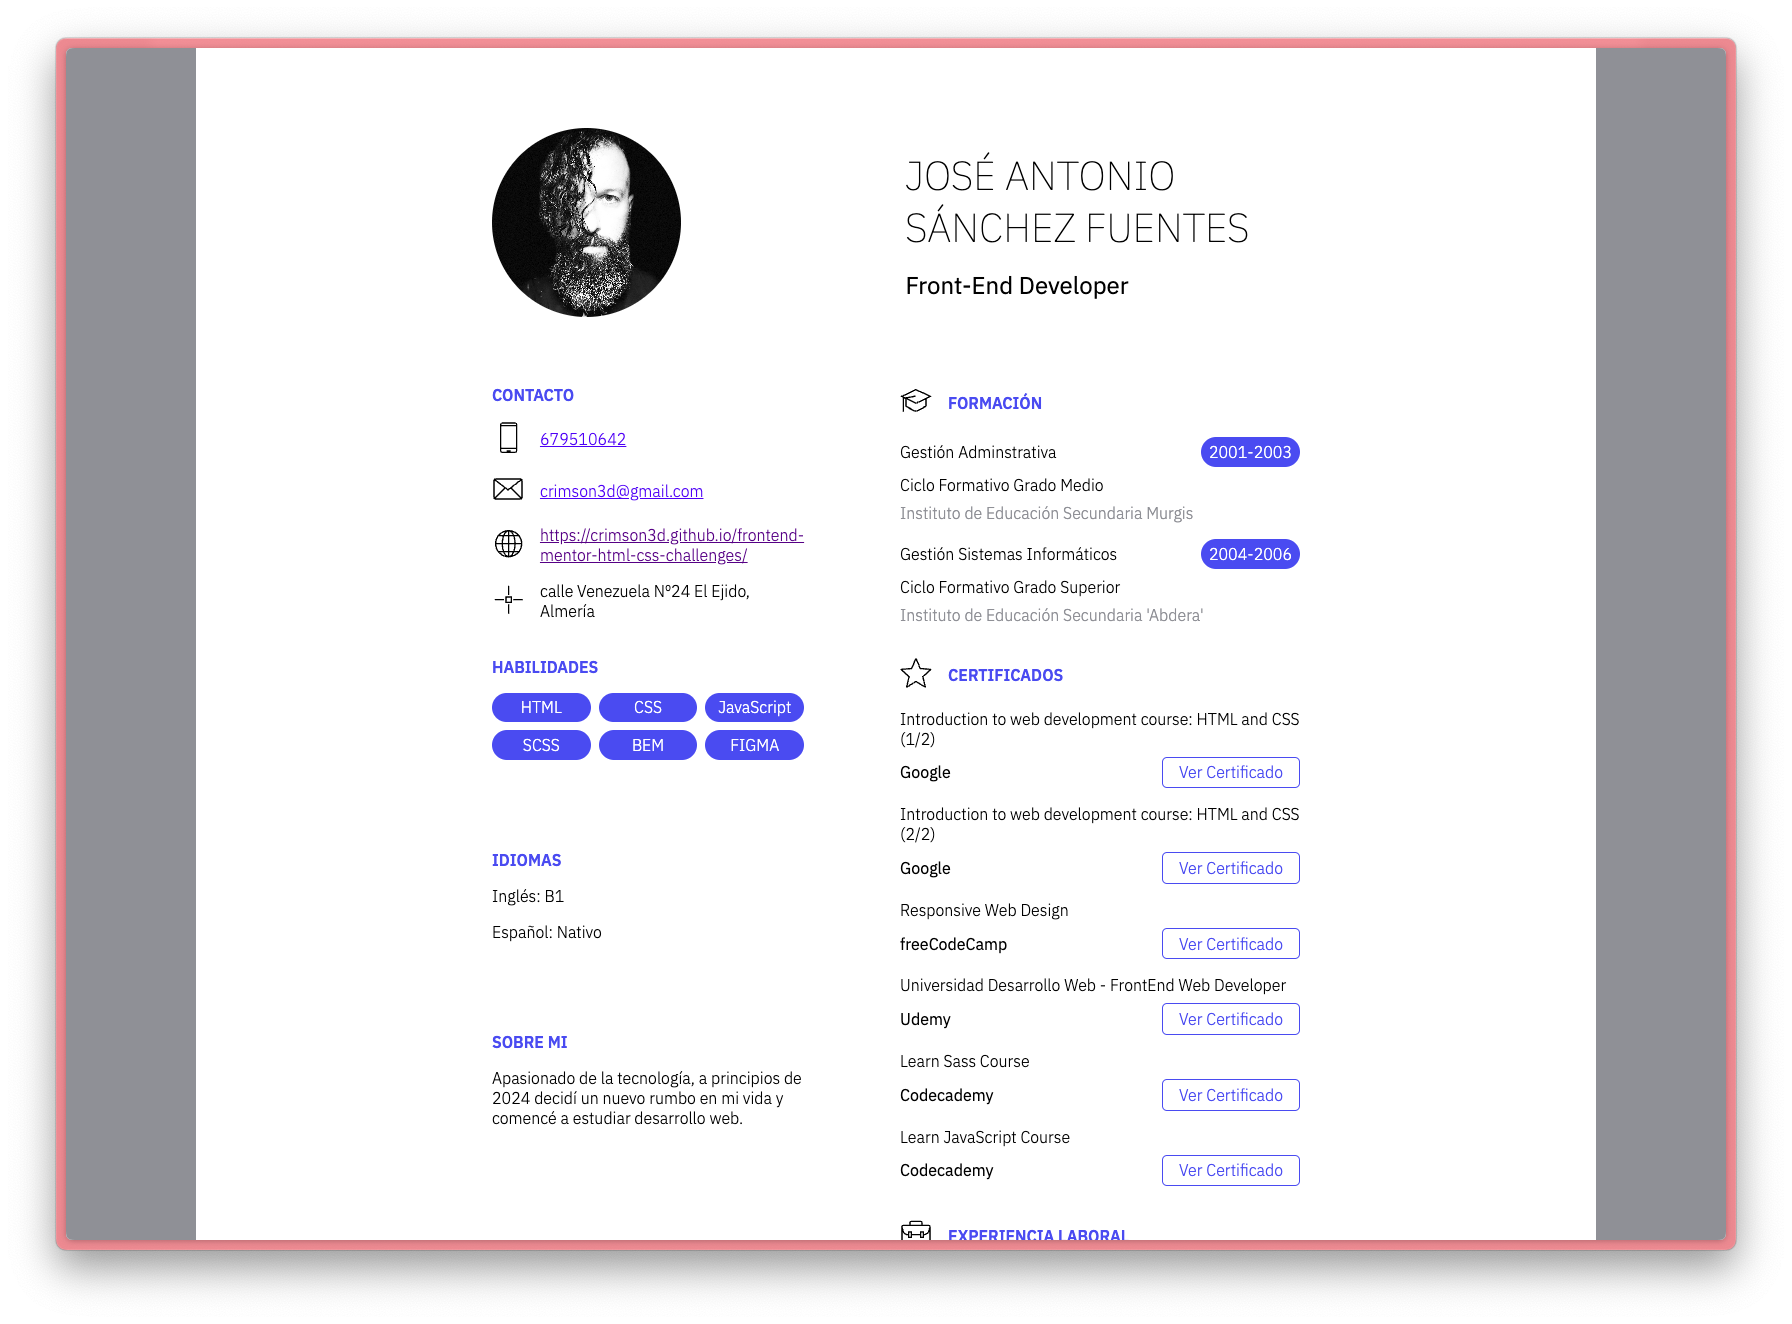 JOSÉ ANTONIO
SÁNCHEZ FUENTES
Front-End Developer
CONTACTO
679510642
crimson3d@gmail.com
https://crimson3d.github.io/frontend-
mentor-html-css-challenges/
calle Venezuela Nº24 El Ejido,
Almería
HABILIDADES
HTML CSS JavaScript
SCSS BEM FIGMA
IDIOMAS
Inglés: B1
Español: Nativo
SOBRE MI
Apasionado de la tecnología, a principios de
2024 decidí un nuevo rumbo en mi vida y
comencé a estudiar desarrollo web.
FORMACIÓN
Gestión Adminstrativa 2001-2003
Ciclo Formativo Grado Medio
Instituto de Educación Secundaria Murgis
Gestión Sistemas Informáticos 2004-2006
Ciclo Formativo Grado Superior
Instituto de Educación Secundaria 'Abdera'
CERTIFICADOS
Introduction to web development course: HTML and CSS
(1/2)
Google Ver Certificado
Introduction to web development course: HTML and CSS
(2/2)
Google Ver Certificado
Responsive Web Design
freeCodeCamp Ver Certificado
Universidad Desarrollo Web - FrontEnd Web Developer
Udemy Ver Certificado
Learn Sass Course
Codecademy Ver Certificado
Learn JavaScript Course
Codecademy Ver Certificado
EXPERIENCIA LABORAL